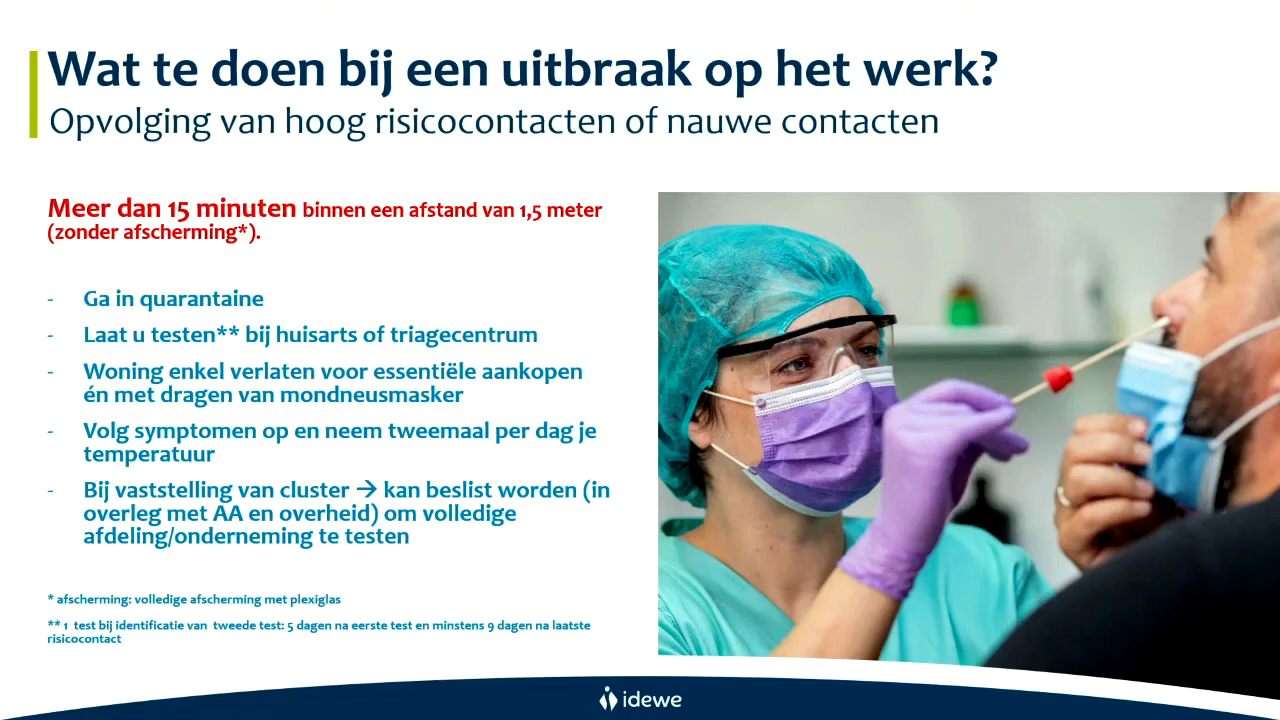 Wat te doen bij een uitbraak op het werk?
Opvolging van hoog risicocontacten of nauwe contacten
Meer dan 15 minuten binnen een afstand van 1,5 meter
(zonder afscherming*).
- Ga in quarantaine
- Laat u testen** bij huisarts of triagecentrum
- Woning enkel verlaten voor essentiële aankopen
én met dragen van mondneusmasker
- Volg symptomen op en neem tweemaal per dag je
temperatuur
- Bij vaststelling van cluster → kan beslist worden (in
overleg met AA en overheid) om volledige
afdeling/onderneming te testen
* afscherming: volledige afscherming met plexiglas
** 1 test bij identificatie van tweede test: 5 dagen na eerste test en minstens 9 dagen na laatste
risicocontact
idewe